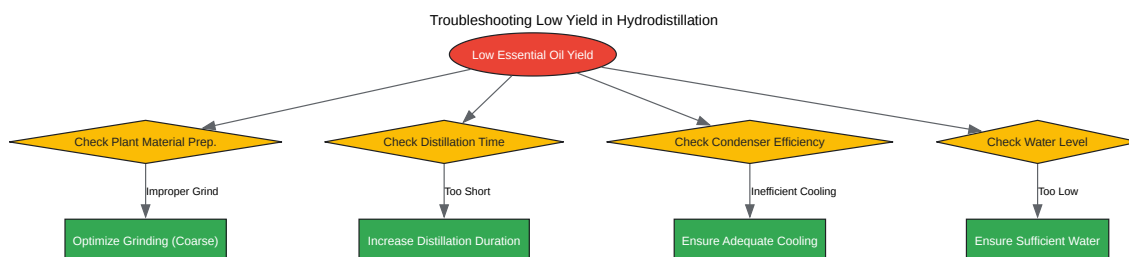 Troubleshooting Low Yield in Hydrodistillation
Low Essential Oil Yield
Check Plant Material Prep.
Check Distillation Time
Check Condenser Efficiency
Check Water Level
Improper Grind
Too Short
Inefficient Cooling
Too Low
Optimize Grinding (Coarse)
Increase Distillation Duration
Ensure Adequate Cooling
Ensure Sufficient Water